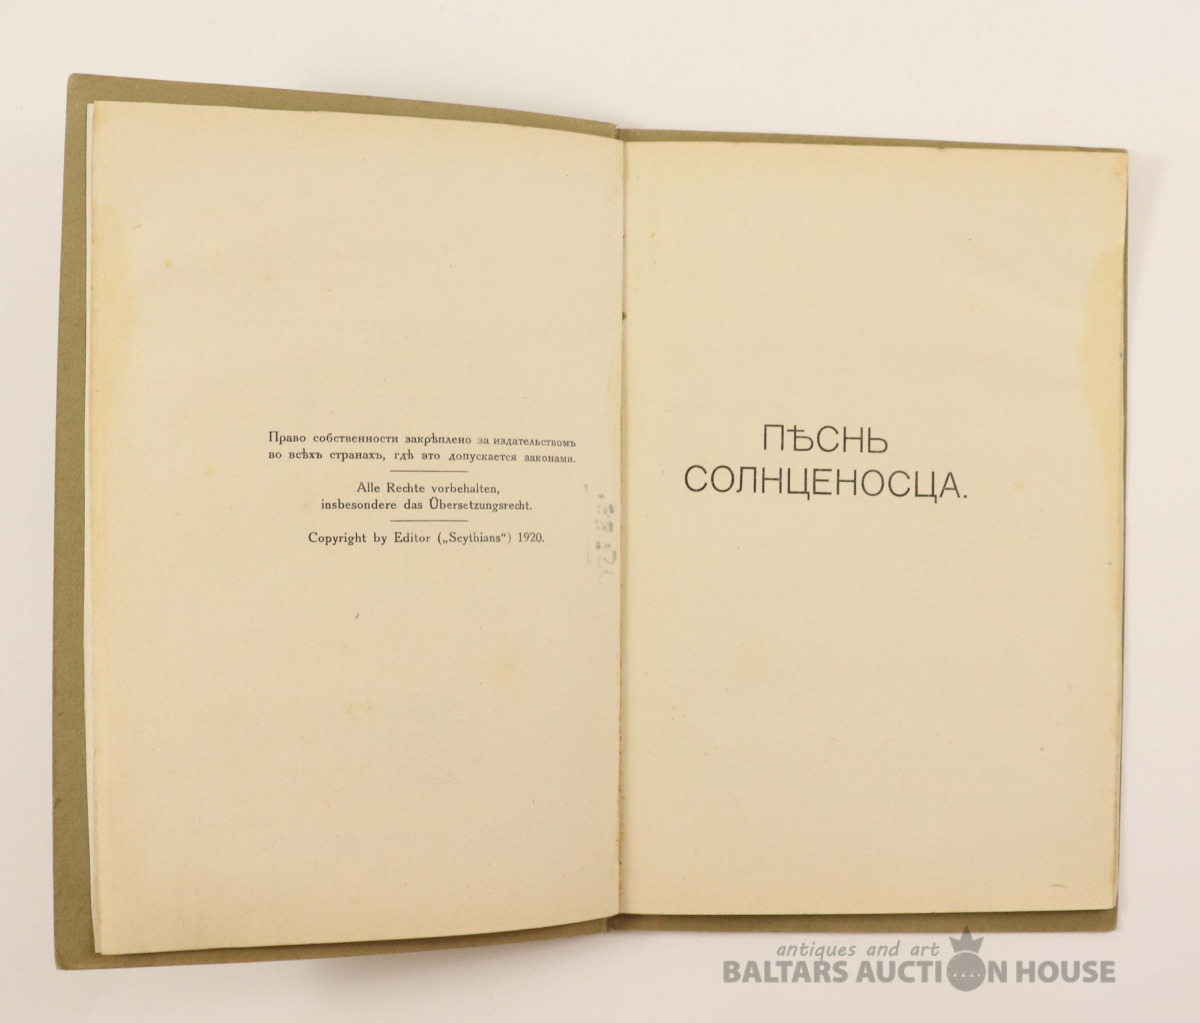 Право собственности закрѣплено за издательствомъ
во всѣхъ странахъ, гдѣ это допускается законами.
Alle Rechte vorbehalten,
insbesondere das Übersetzungsrecht.
Copyright by Editor („Scythians“) 1920.
ПѢСНЬ
СОЛНЦЕНОСЦА.
antiques and art
BALTARS AUCTION HOUSE